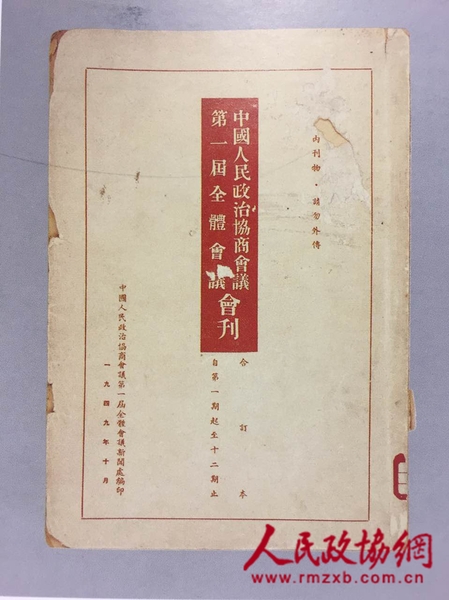 內刊物·請勿外傳
中國人民政治協商會議
第一屆全體會議
會刊
合訂本
自第一期起至十二期止
中國人民政治協商會議第一屆全體會議新聞處編印
一九四九年十月
人民政协網
www.rmzxb.com.cn